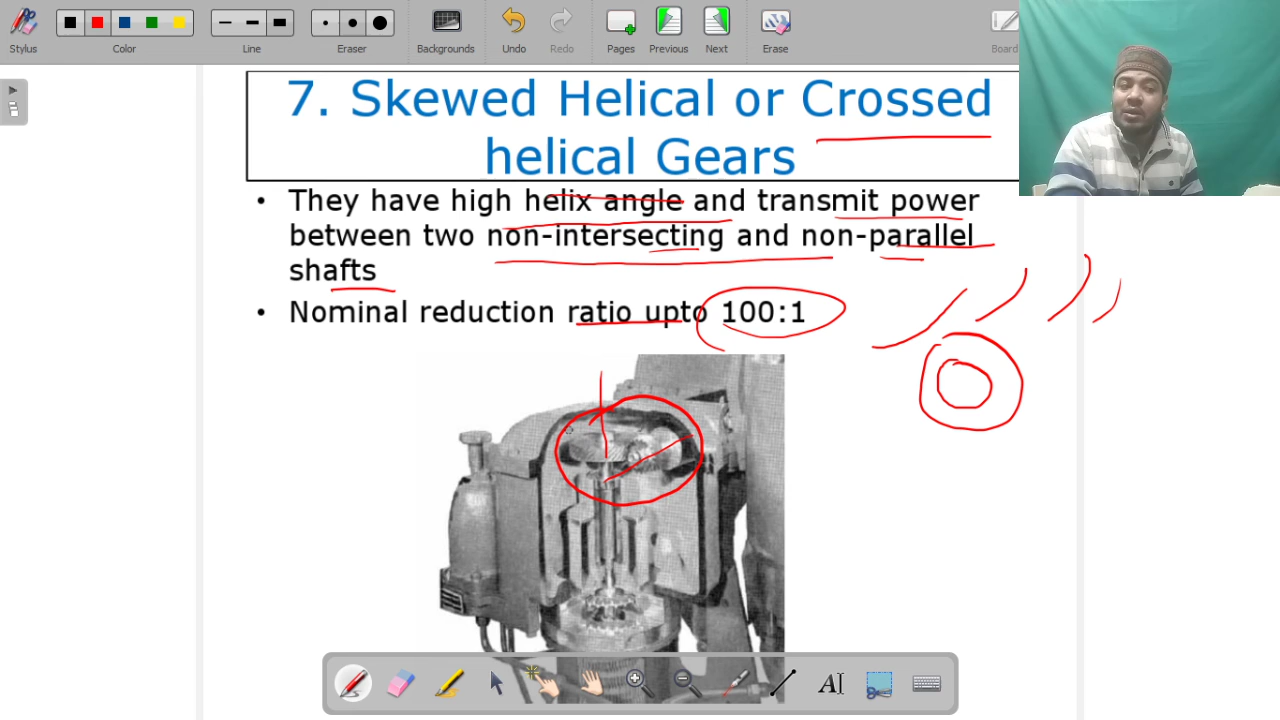 Stylus
Color
Line
Eraser
Backgrounds
Undo
Redo
Pages
Previous
Next
Erase
Board
7. Skewed Helical or Crossed
helical Gears
• They have high helix angle and transmit power
between two non-intersecting and non-parallel
shafts
• Nominal reduction ratio upto 100:1
AI